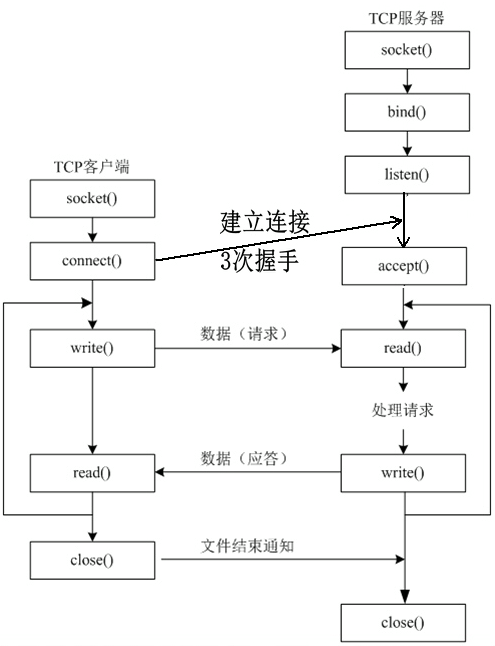 TCP服务器
socket()
bind()
listen()
TCP客户端
socket()
建立连接
3次握手
connect()
accept()
write()
数据（请求）
read()
处理请求
read()
数据（应答）
write()
close()
文件结束通知
close()